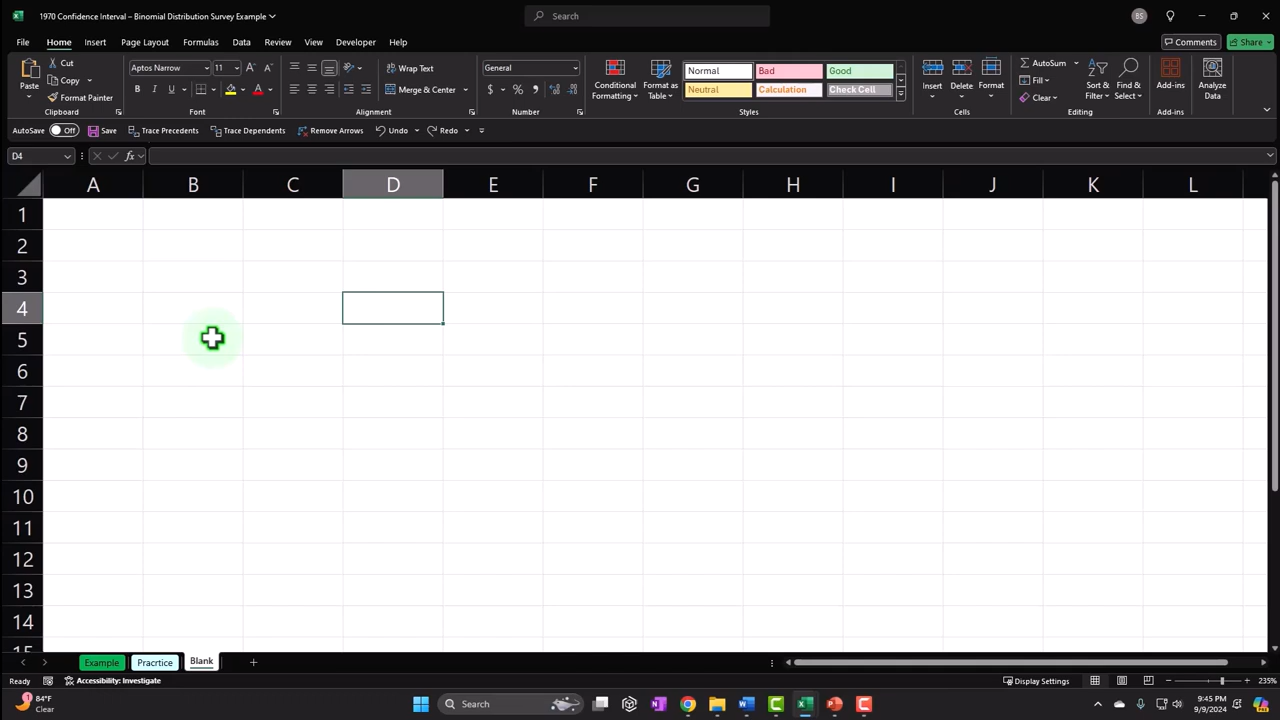 1970 Confidence Interval – Binomial Distribution Survey Example
Search
BS
File Home Insert Page Layout Formulas Data Review View Developer Help
Comments Share
Paste
Cut
Copy
Format Painter
Clipboard
Aptos Narrow 11
B I U
Font
Wrap Text
Merge & Center
Alignment
General
$ % ,
Number
Conditional Formatting
Format as Table
Normal Bad Good
Neutral Calculation Check Cell
Styles
Insert Delete Format
Cells
AutoSum
Fill
Clear
Sort & Filter
Find & Select
Editing
Add-ins
Add-ins
Analyze Data
AutoSave Off Save Trace Precedents Trace Dependents Remove Arrows Undo Redo
D4 fx
A B C D E F G H I J K L
1
2
3
4
5
6
7
8
9
10
11
12
13
14
15
Example Pracrtice Blank
Ready Accessibility: Investigate Display Settings 235%
84°F
Clear
Search
9:45 PM
9/9/2024